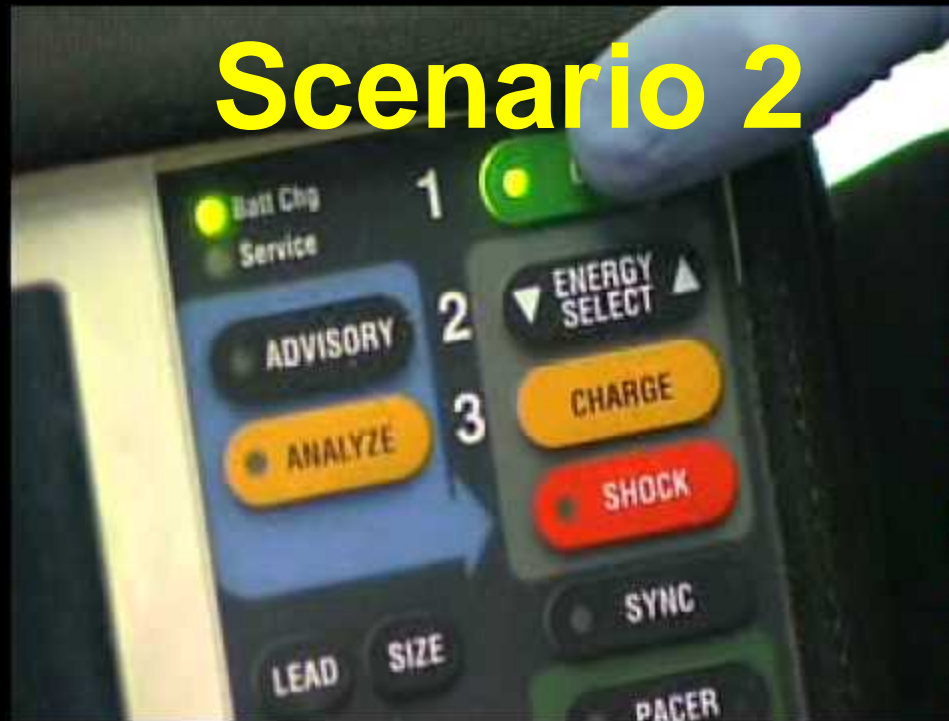 Scenario 2
Batt Chg
Service
1
2
ENERGY
SELECT
ADVISORY
3
CHARGE
ANALYZE
SHOCK
SYNC
LEAD
SIZE
PACER